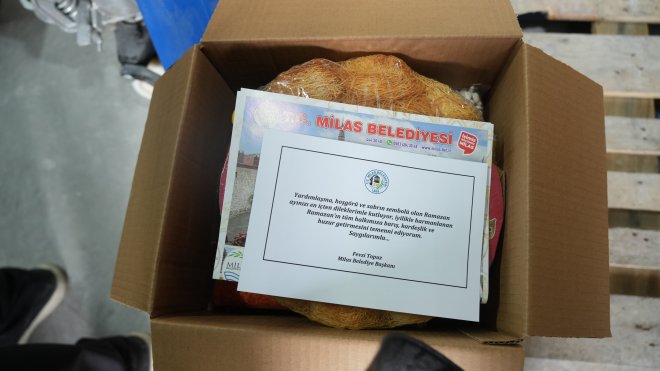 T.C. MİLAS BELEDİYESİ
Yardımlaşma, hoşgörü ve sabrın sembolü olan Ramazan
ayınızı en içten dileklerimle kutluyor, iyilikle harmanlanan
Ramazan'ın tüm halkımıza barış, kardeşlik ve
huzur getirmesini temenni ediyorum.
Saygılarımla...
Fevzi Topuz
Milas Belediye Başkanı